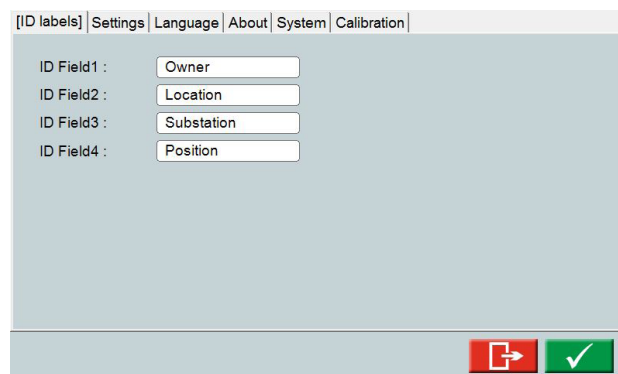 [ID labels] Settings Language About System Calibration
ID Field1 : Owner
ID Field2 : Location
ID Field3 : Substation
ID Field4 : Position